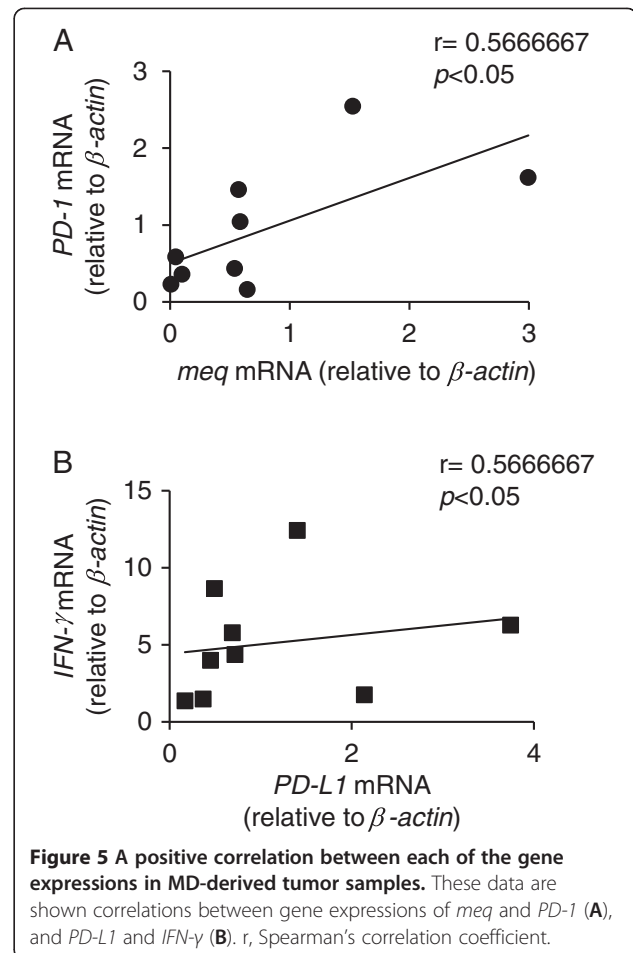 A
r= 0.5666667
p<0.05
3
2
1
0
PD-1 mRNA
(relative to β-actin)
0 1 2 3
meq mRNA (relative to β-actin)
B
r= 0.5666667
p<0.05
15
10
5
0
IFN-γ mRNA
(relative to β-actin)
0 2 4
PD-L1 mRNA
(relative to β-actin)
Figure 5 A positive correlation between each of the gene
expressions in MD-derived tumor samples. These data are
shown correlations between gene expressions of meq and PD-1 (A),
and PD-L1 and IFN-γ (B). r, Spearman's correlation coefficient.